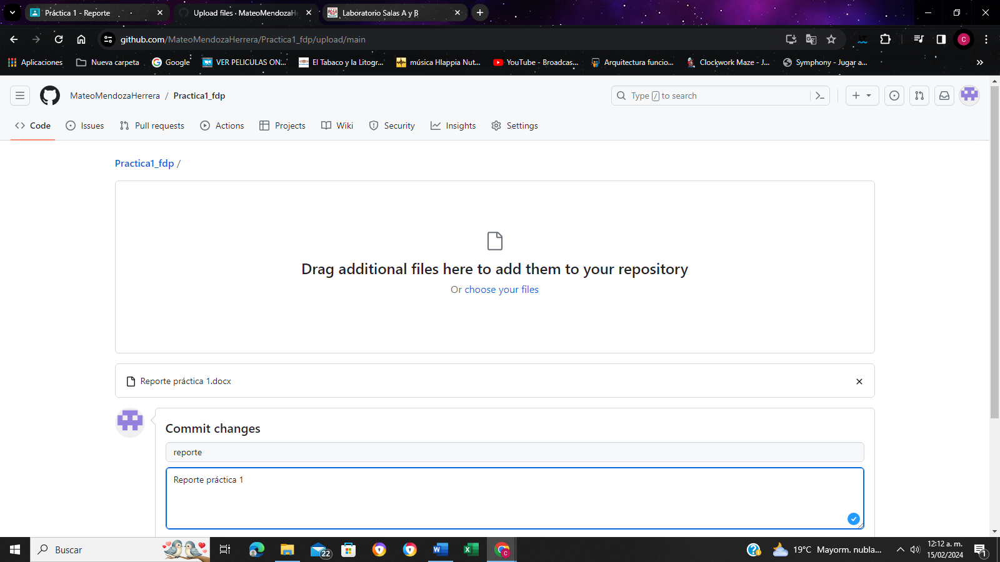 Práctica 1 - Reporte
Upload files · MateoMendozaH
Laboratorio Salas A y B
github.com/MateoMendozaHerrera/Practica1_fdp/upload/main
C
Aplicaciones
Nueva carpeta
Google
VER PELICULAS ON...
El Tabaco y la Litogr...
música Hlappia Nut...
YouTube - Broadcas...
Arquitectura funcio...
Clockwork Maze - J...
Symphony - Jugar a...
MateoMendozaHerrera / Practica1_fdp
Type / to search
Code
Issues
Pull requests
Actions
Projects
Wiki
Security
Insights
Settings
Practica1_fdp /
Drag additional files here to add them to your repository
Or choose your files
Reporte práctica 1.docx
Commit changes
reporte
Reporte práctica 1
Buscar
22
19°C Mayorm. nubla...
12:12 a. m.
15/02/2024
1